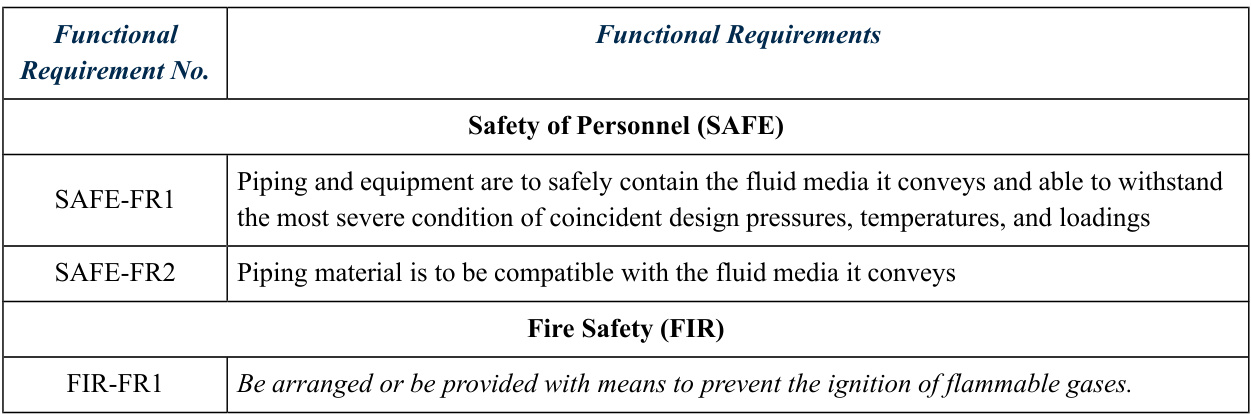 Functional
Requirement No.
Functional Requirements
Safety of Personnel (SAFE)
SAFE-FR1
Piping and equipment are to safely contain the fluid media it conveys and able to withstand
the most severe condition of coincident design pressures, temperatures, and loadings
SAFE-FR2
Piping material is to be compatible with the fluid media it conveys
Fire Safety (FIR)
FIR-FR1
Be arranged or be provided with means to prevent the ignition of flammable gases.